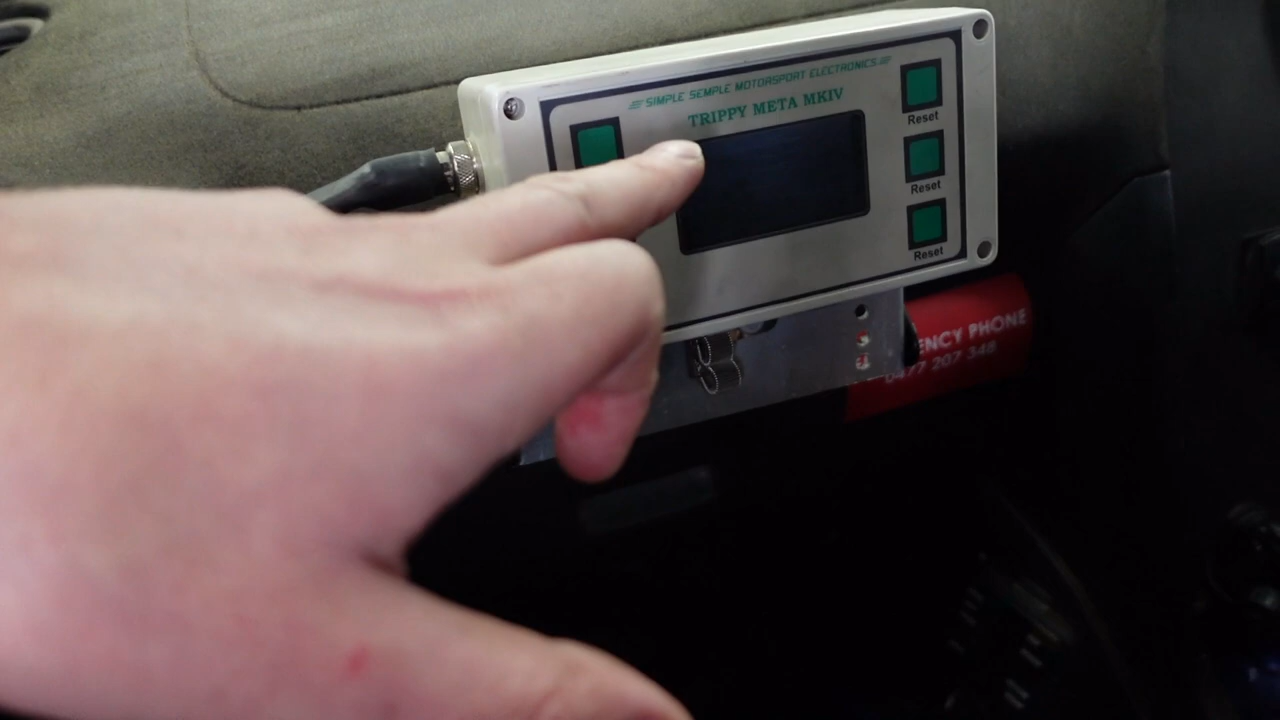 SIMPLE SEMPLE MOTORSPORT ELECTRONICS
TRIPPY META MKIV
Reset
Reset
Reset
ENCY PHONE
0477 207 348